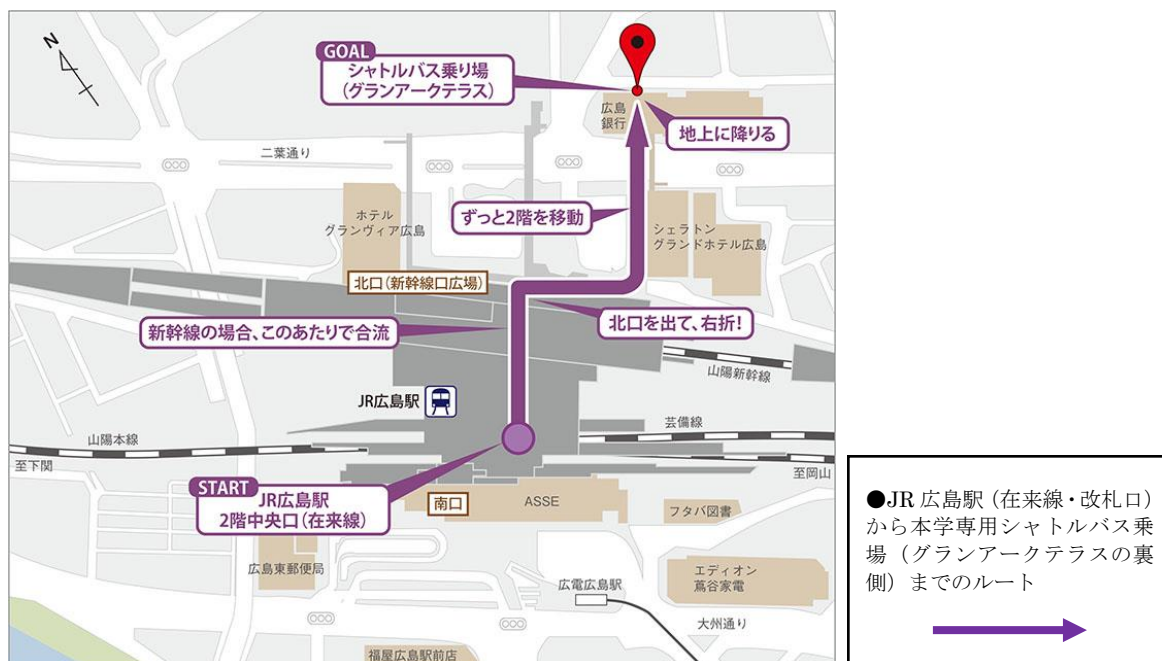 N
GOAL
シャトルバス乗り場
(グランアークテラス)
広島
銀行
地上に降りる
二葉通り
ホテル
グランヴィア広島
ずっと2階を移動
シェラトン
グランドホテル広島
北口(新幹線口広場)
新幹線の場合、このあたりで合流
北口を出て、右折!
山陽新幹線
JR広島駅
芸備線
山陽本線
至下関
至岡山
START
JR広島駅
2階中央口(在来線)
南口
ASSE
フタバ図書
広島東郵便局
広電広島駅
エディオン
蔦谷家電
大州通り
福屋広島駅前店
●JR 広島駅(在来線・改札口)
から本学専用シャトルバス乗
場(グランアークテラスの裏
側)までのルート